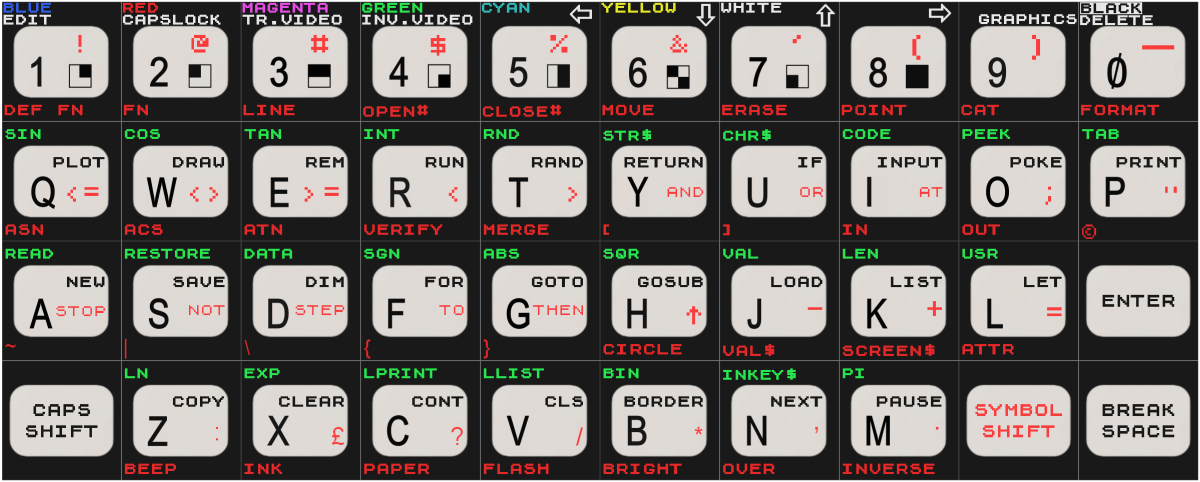 BLUE RED MAGENTA GREEN CYAN YELLOW WHITE BLACK
EDIT CAPSLOCK TR.VIDEO INV.VIDEO ⇦ ⇩ ⇧ ⇨ GRAPHICS DELETE
! @ # $ % & ' ( ) _
1 2 3 4 5 6 7 8 9 0
DEF FN FN LINE OPEN# CLOSE# MOVE ERASE POINT CAT FORMAT
SIN COS TAN INT RND STR$ CHR$ CODE PEEK TAB
PLOT DRAW REM RUN RAND RETURN IF INPUT POKE PRINT
Q <= W <> E >= R < T > Y AND U OR I AT O ; P "
ASN ACS ATN VERIFY MERGE [ ] IN OUT ©
READ RESTORE DATA SGN ABS SQR VAL LEN USR
NEW SAVE DIM FOR GOTO GOSUB LOAD LIST LET
A STOP S NOT D STEP F TO G THEN H ↑ J - K + L = ENTER
~ | \ { } CIRCLE VAL$ SCREEN$ ATTR
LN EXP LPRINT LLIST BIN INKEY$ PI
COPY CLEAR CONT CLS BORDER NEXT PAUSE
CAPS SHIFT Z : X £ C ? V / B * N , M . SYMBOL SHIFT BREAK SPACE
BEEP INK PAPER FLASH BRIGHT OVER INVERSE